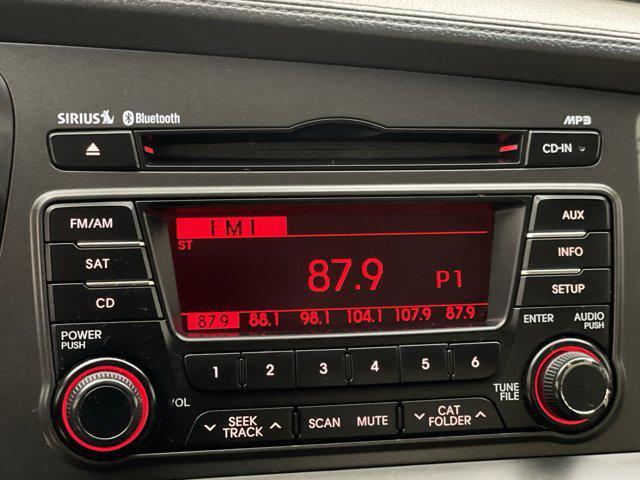 SIRIUS Bluetooth MP3
CD-IN
FM/AM FM1 AUX
ST
SAT INFO
87.9 P1
CD SETUP
87.9 88.1 98.1 104.1 107.9 87.9
POWER PUSH ENTER AUDIO PUSH
1 2 3 4 5 6
VOL TUNE FILE
SEEK TRACK SCAN MUTE CAT FOLDER